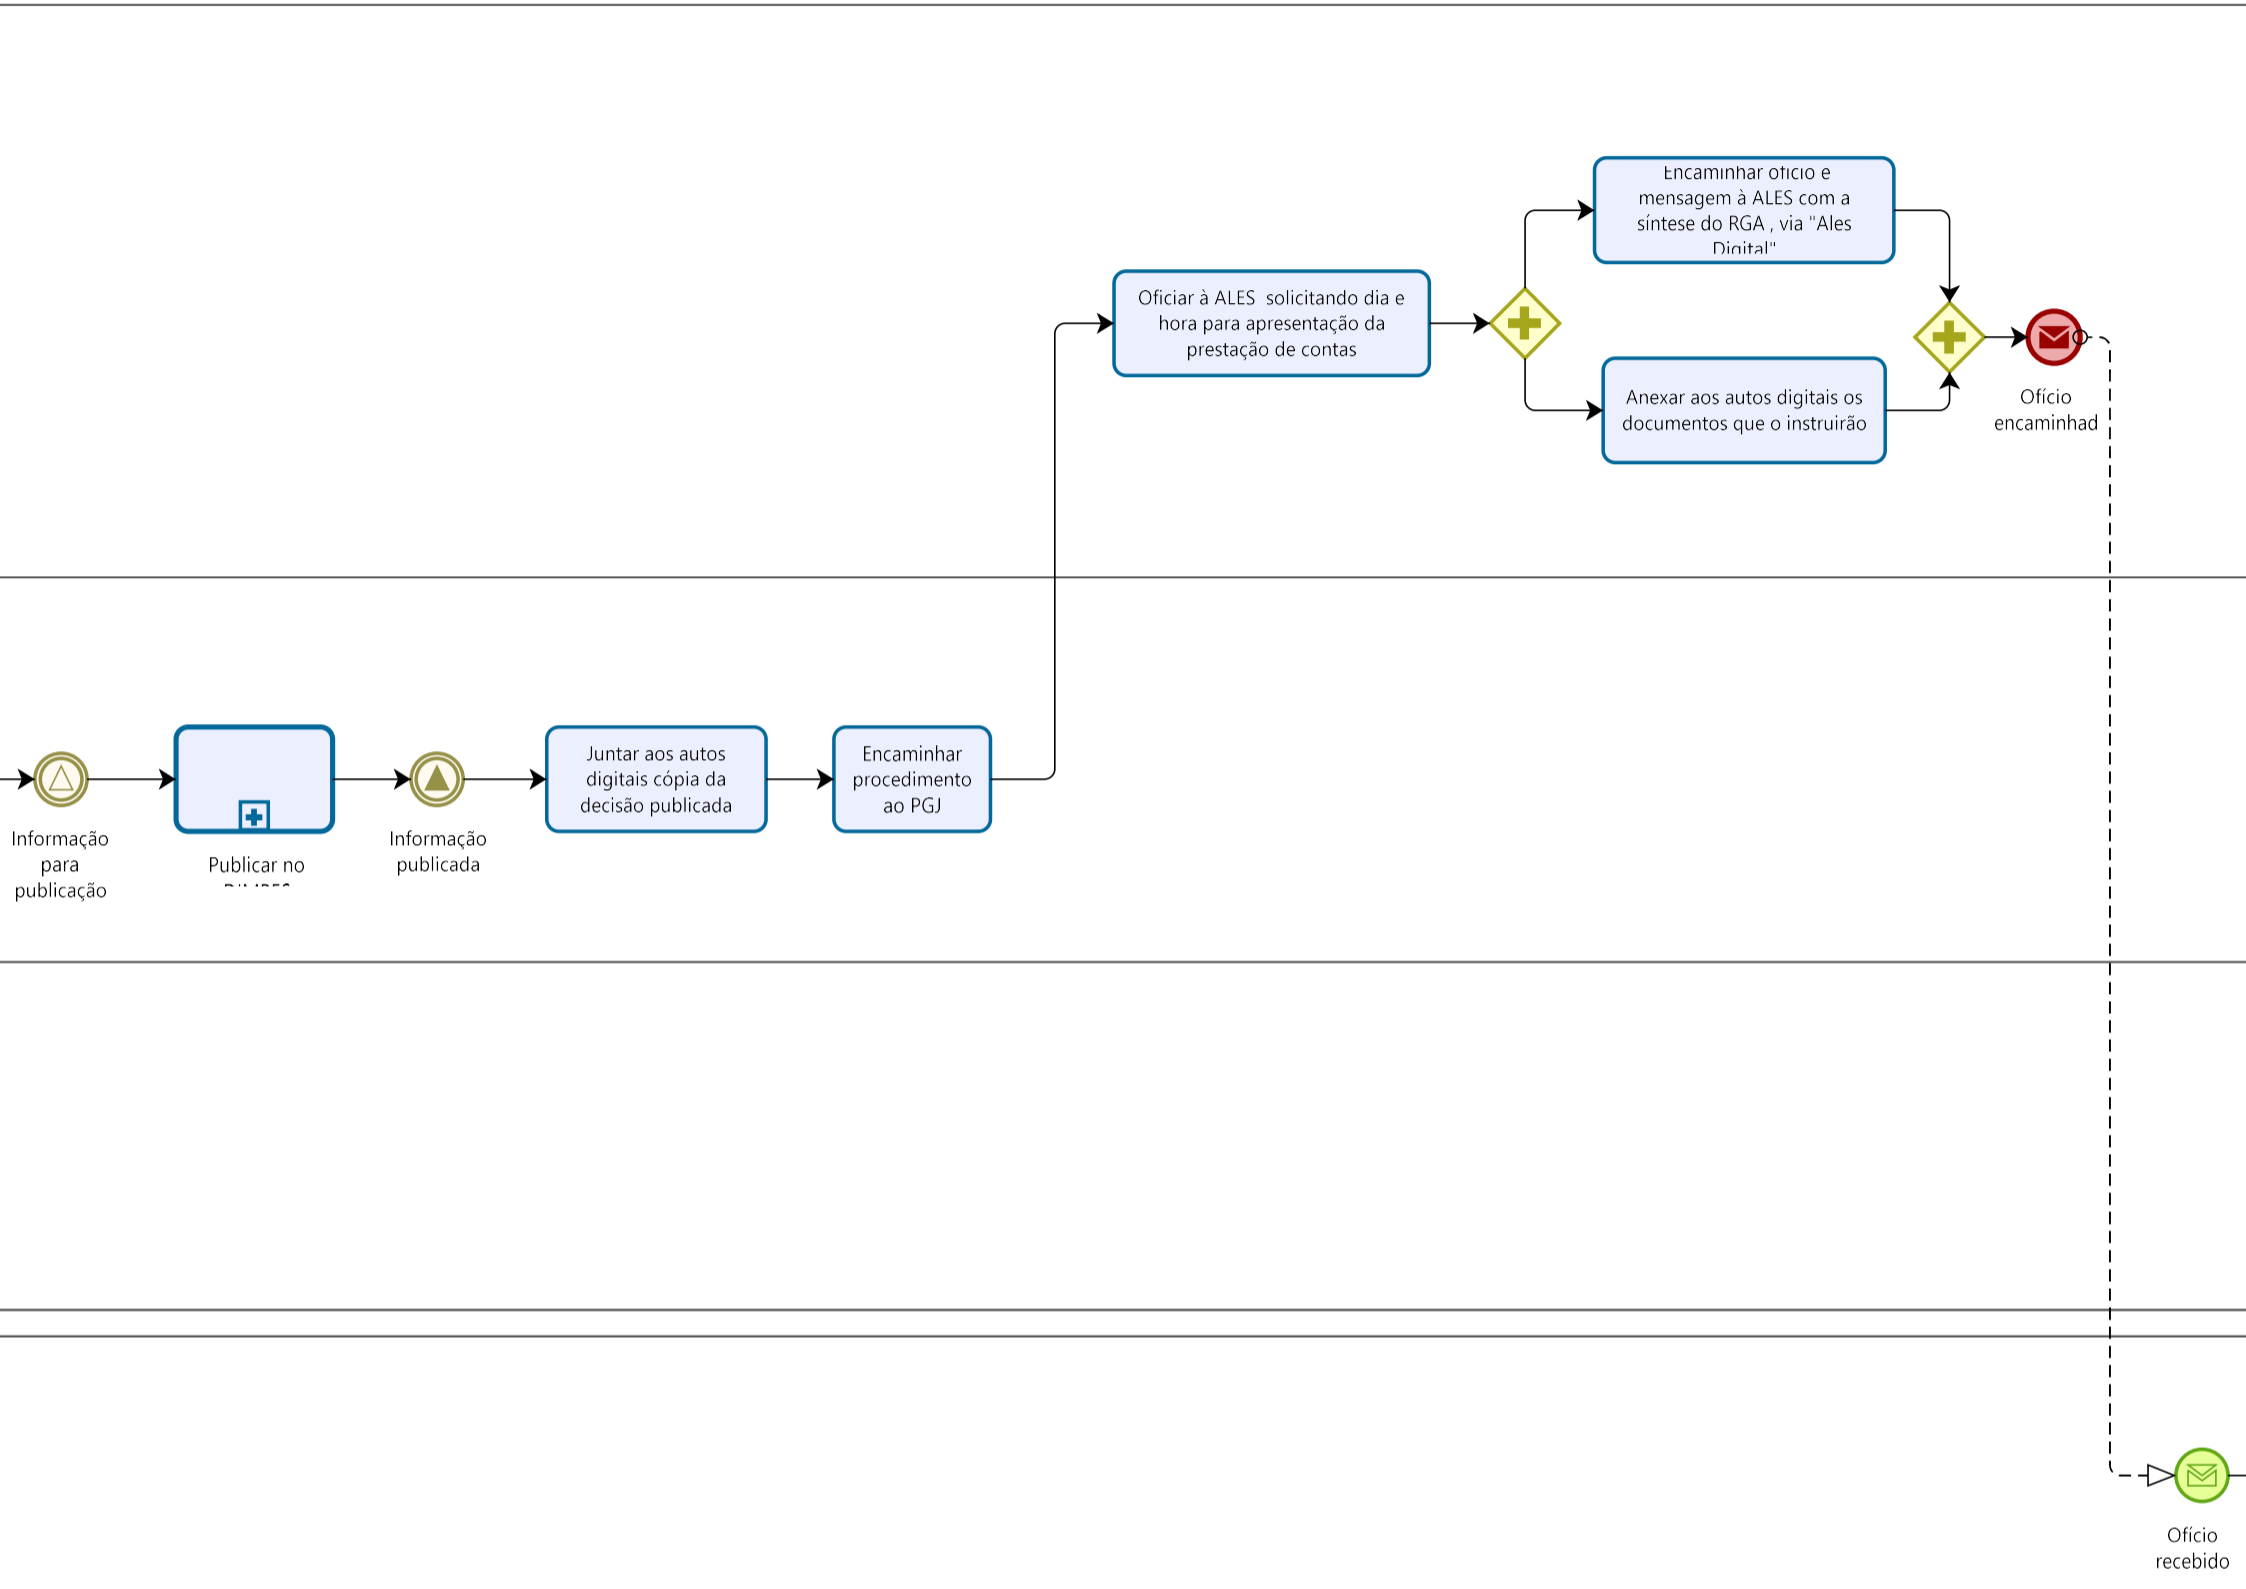 Encaminhar ofício e
mensagem à ALES com a
síntese do RGA , via "Ales
Digital"
Oficiar à ALES  solicitando dia e
hora para apresentação da
prestação de contas
Anexar aos autos digitais os
documentos que o instruirão
Ofício
encaminhad
Juntar aos autos
digitais cópia da
decisão publicada
Encaminhar
procedimento
ao PGJ
Informação
para
publicação
Publicar no
Informação
publicada
Ofício
recebido